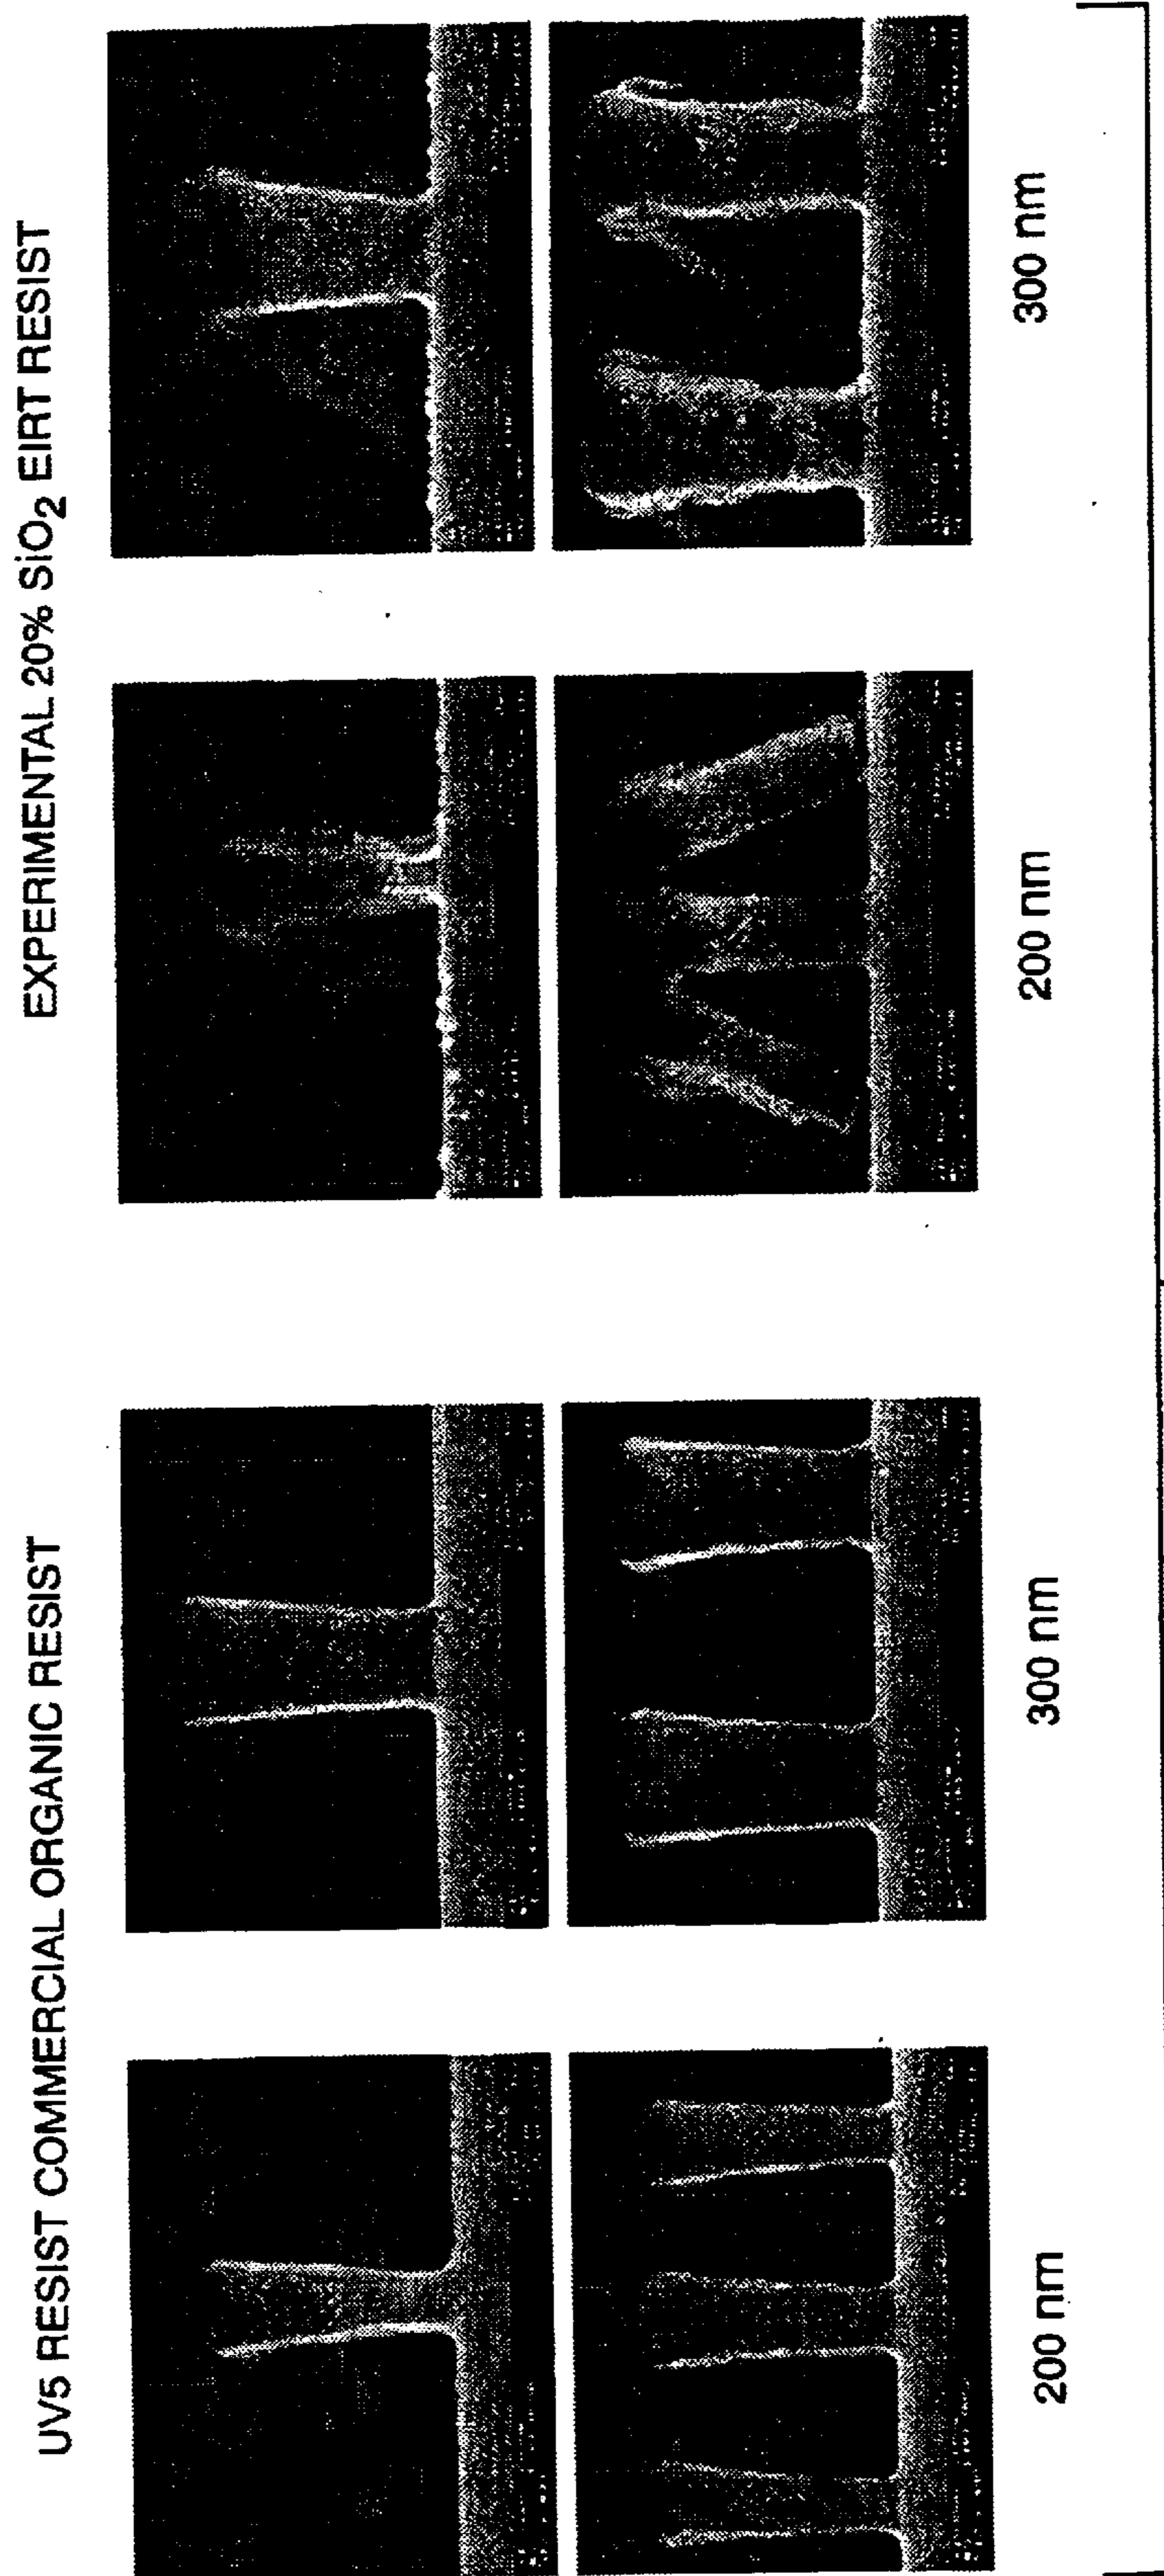 UV5 RESIST COMMERCIAL ORGANIC RESIST
EXPERIMENTAL 20% SiO₂ EIRT RESIST
200 nm
300 nm
200 nm
300 nm